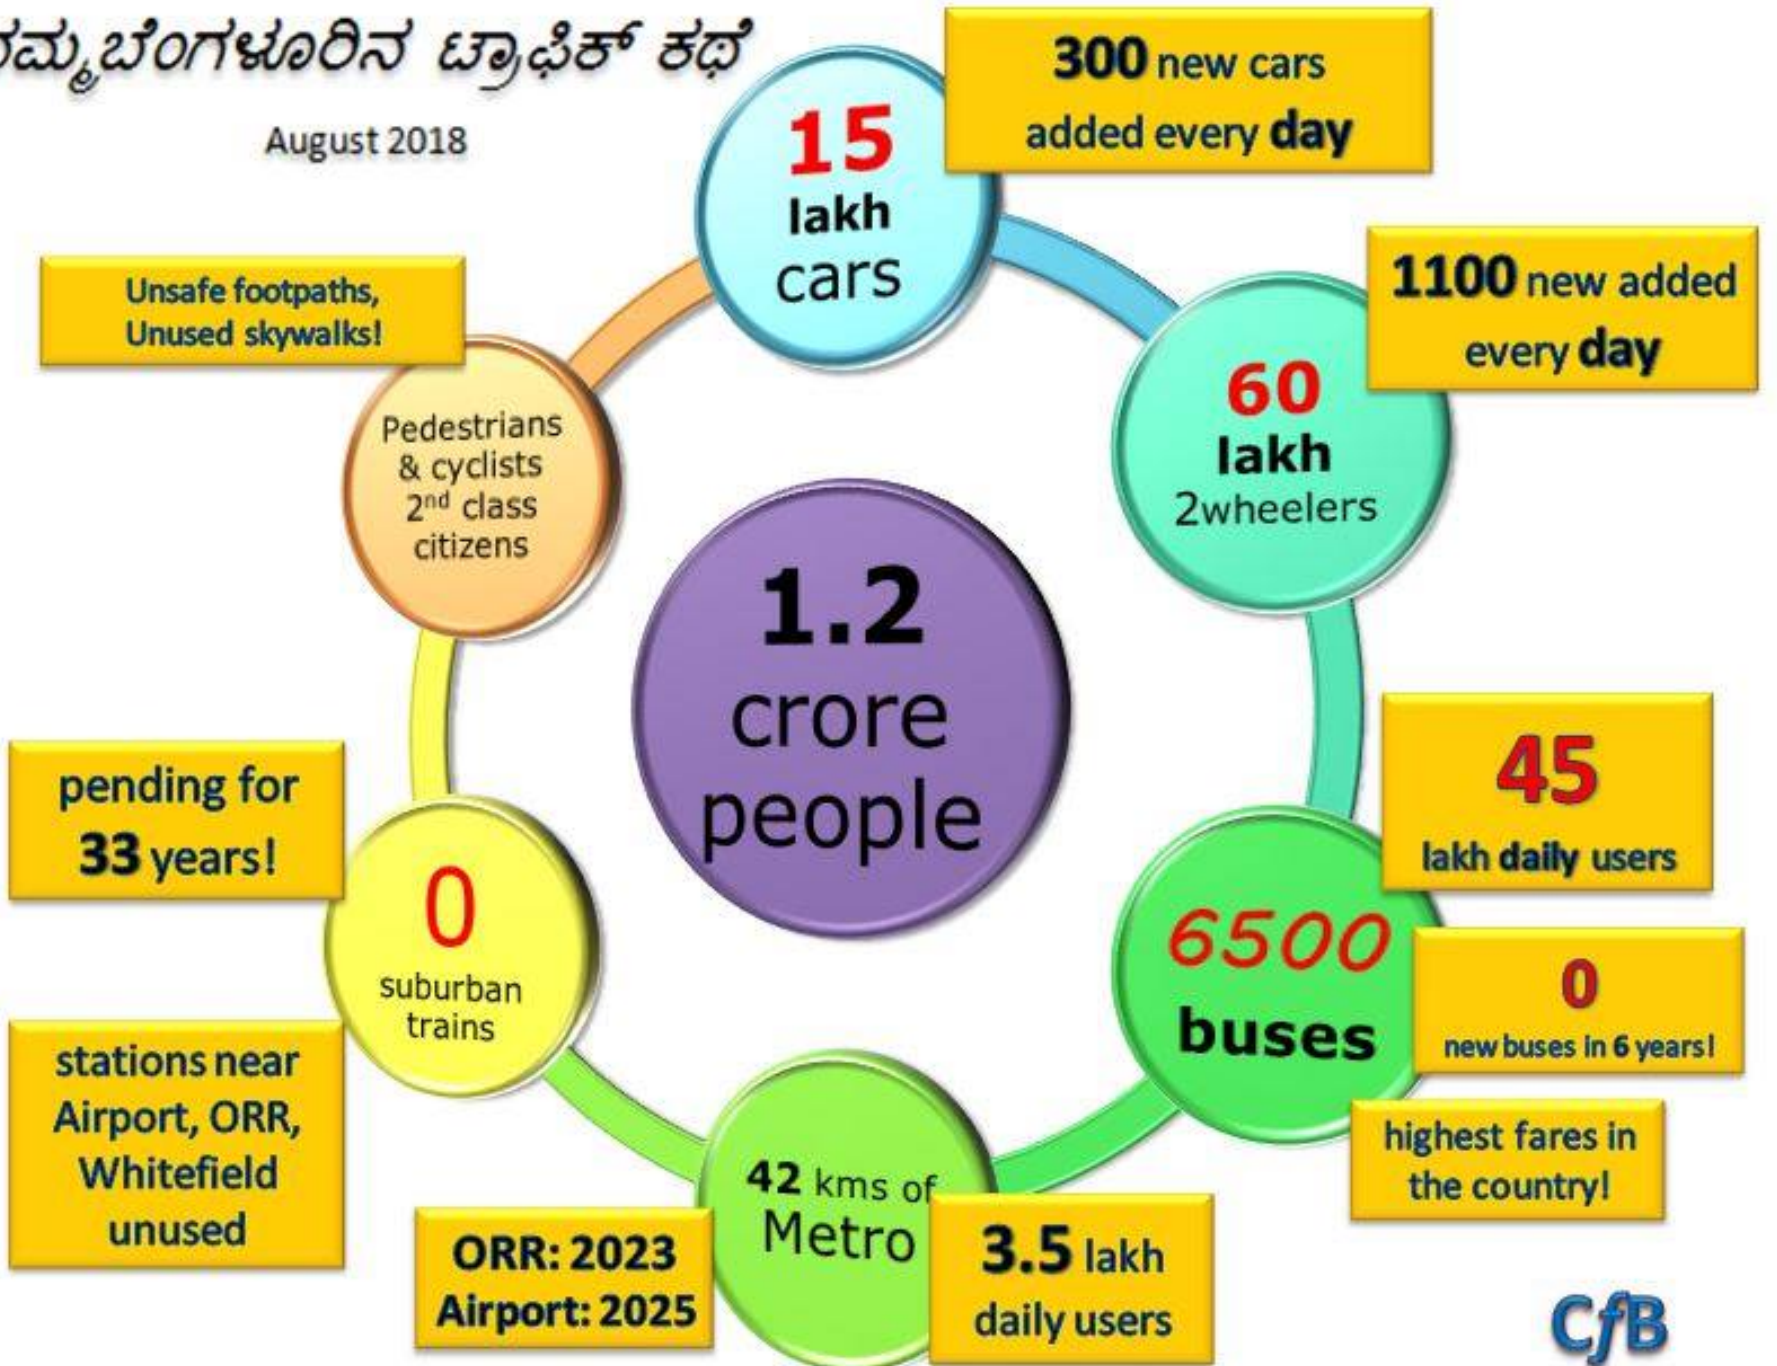 ನಮ್ಮ ಬೆಂಗಳೂರಿನ ಟ್ರಾಫಿಕ್ ಕಥೆ
August 2018
15
lakh
cars
300 new cars
added every day
60
lakh
2wheelers
1100 new added
every day
6500
buses
45
lakh daily users
0
new buses in 6 years!
highest fares in
the country!
42 kms of
Metro
3.5 lakh
daily users
ORR: 2023
Airport: 2025
0
suburban
trains
pending for
33 years!
stations near
Airport, ORR,
Whitefield
unused
Pedestrians
& cyclists
2nd class
citizens
Unsafe footpaths,
Unused skywalks!
1.2
crore
people
CfB